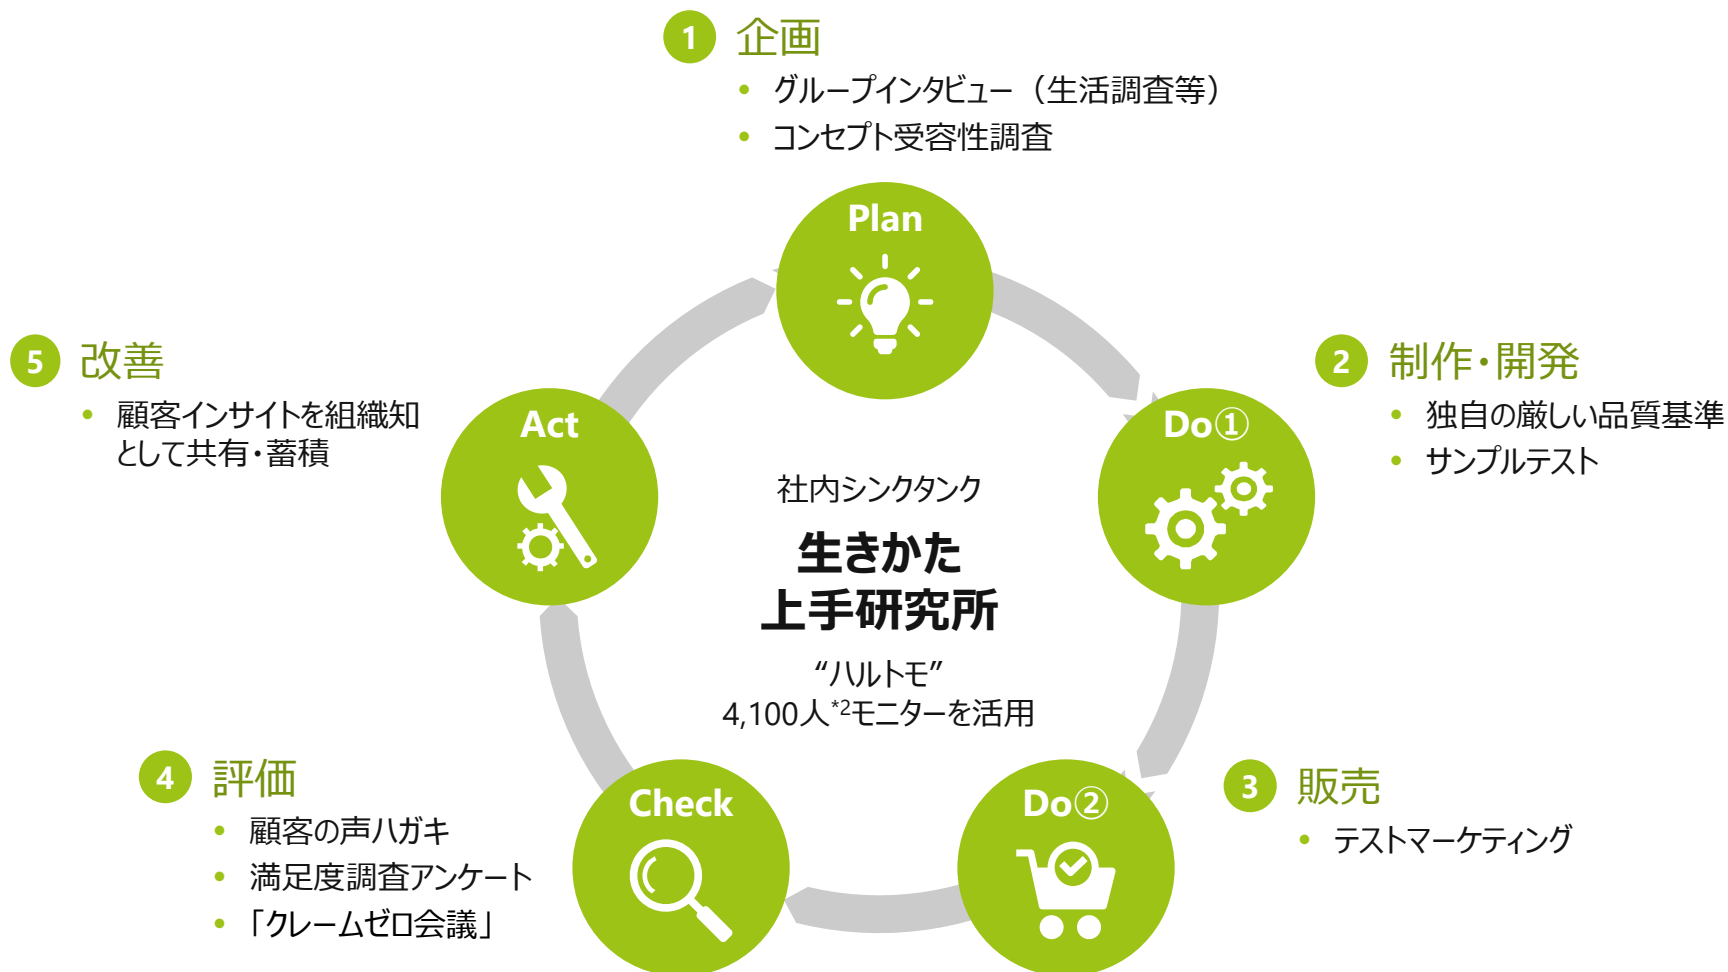 1 企画
• グループインタビュー（生活調査等）
• コンセプト受容性調査
Plan
2 制作・開発
• 独自の厳しい品質基準
• サンプルテスト
Do①
3 販売
• テストマーケティング
Do②
4 評価
• 顧客の声ハガキ
• 満足度調査アンケート
• 「クレームゼロ会議」
Check
5 改善
• 顧客インサイトを組織知
として共有・蓄積
Act
社内シンクタンク
生きかた
上手研究所
“ハルトモ”
4,100人*2モニターを活用